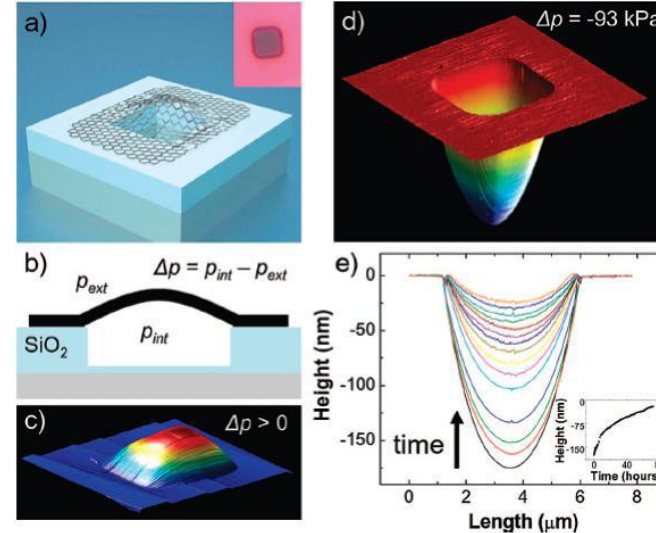 a)
b)
Δp = p_int − p_ext
p_ext
p_int
SiO₂
c)
Δp > 0
d)
Δp = -93 kPa
e)
Height (nm)
0
-50
-100
-150
time
0 2 4 6 8
Length (μm)
Height (nm)
0
-75
-150
0 40 8
Time (hours